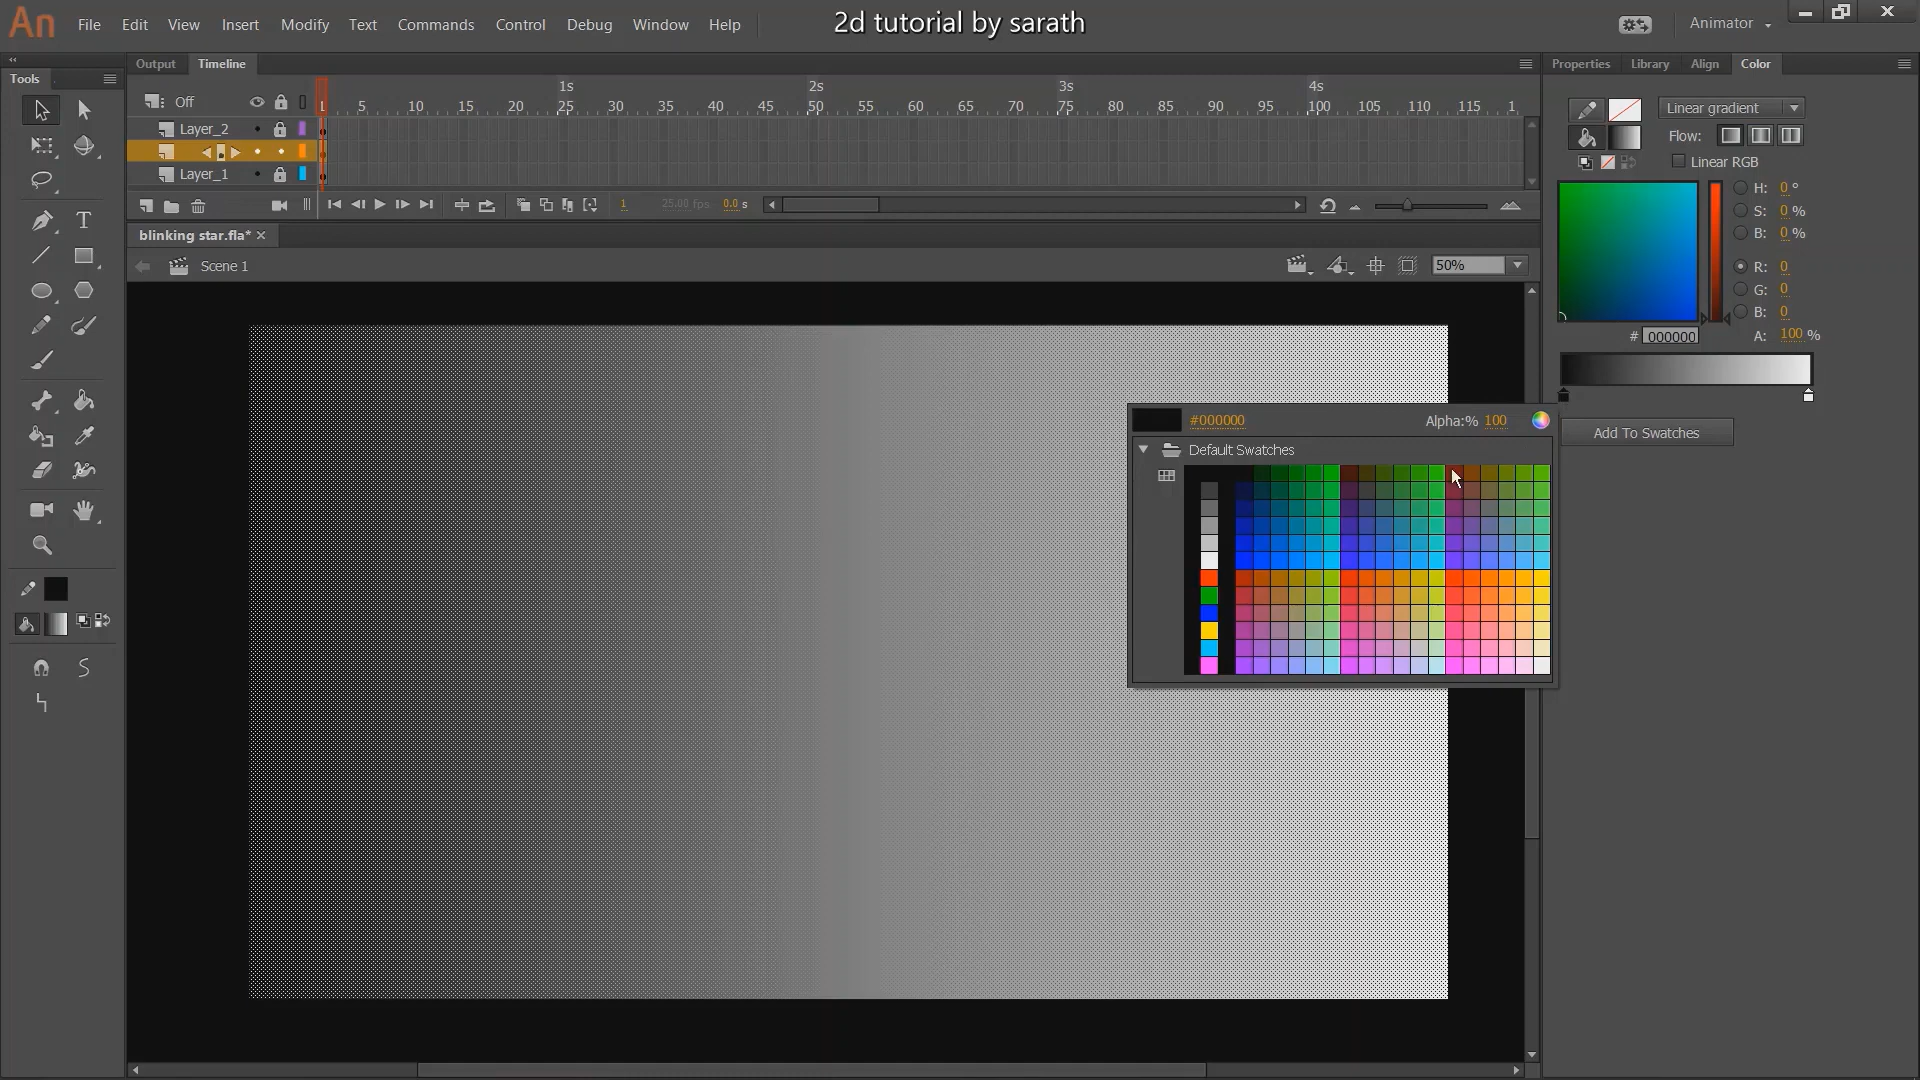 An File Edit View Insert Modify Text Commands Control Debug Window Help 2d tutorial by sarath Animator
Tools
Output Timeline
Properties Library Align Color
1s 2s 3s 4s
Off
1 5 10 15 20 25 30 35 40 45 50 55 60 65 70 75 80 85 90 95 100 105 110 115 1
Layer_2
Layer_1
1 25.00 fps 0.0 s
blinking star.fla*
Scene 1
50%
T
Linear gradient
Flow:
Linear RGB
H: 0 °
S: 0 %
B: 0 %
R: 0
G: 0
B: 0
# 000000 A: 100 %
Add To Swatches
#000000 Alpha:% 100
Default Swatches